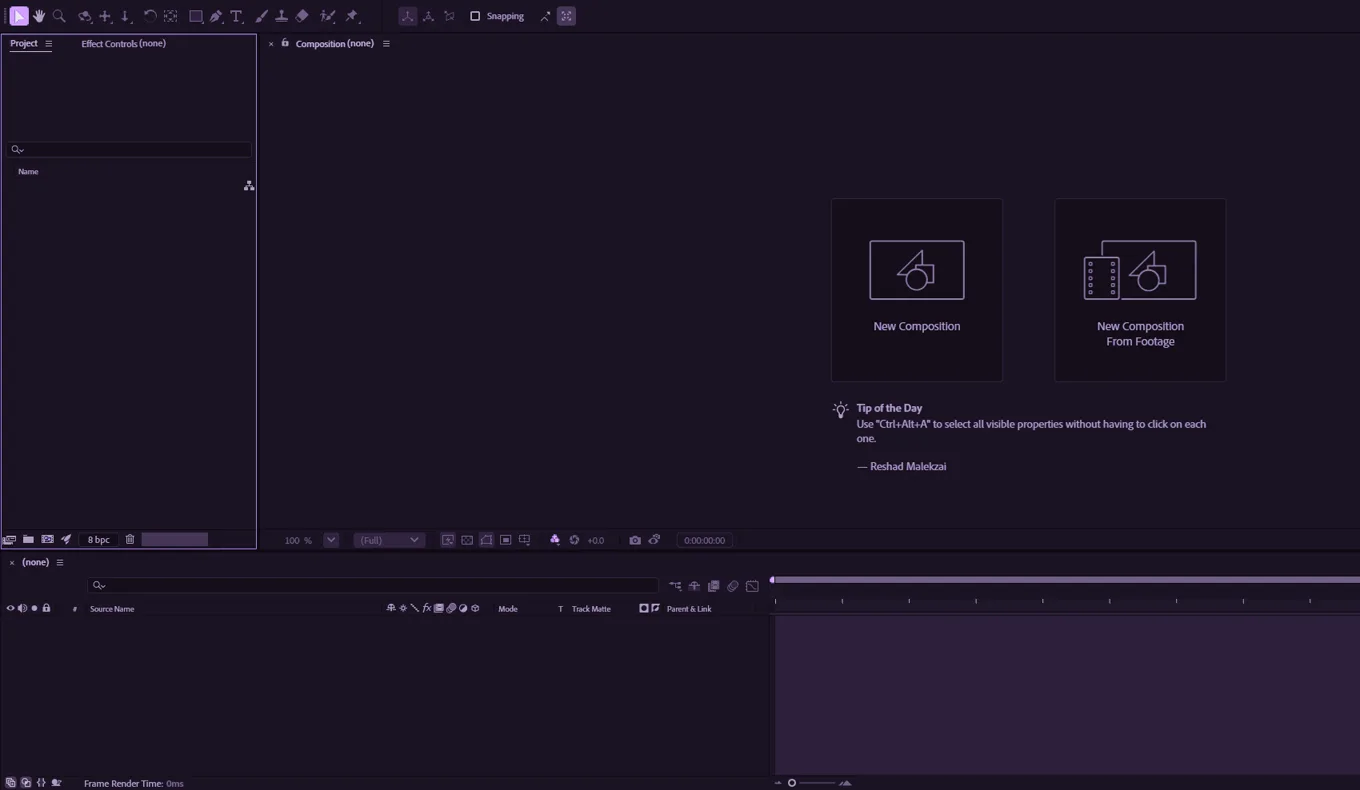 Snapping
Project
Effect Controls (none)
Composition (none)
Name
New Composition
New Composition
From Footage
Tip of the Day
Use "Ctrl+Alt+A" to select all visible properties without having to click on each
one.
— Reshad Malekzai
8 bpc
100 %
(Full)
+0.0
0:00:00:00
(none)
#
Source Name
fx
Mode
T
Track Matte
Parent & Link
Frame Render Time: 0ms